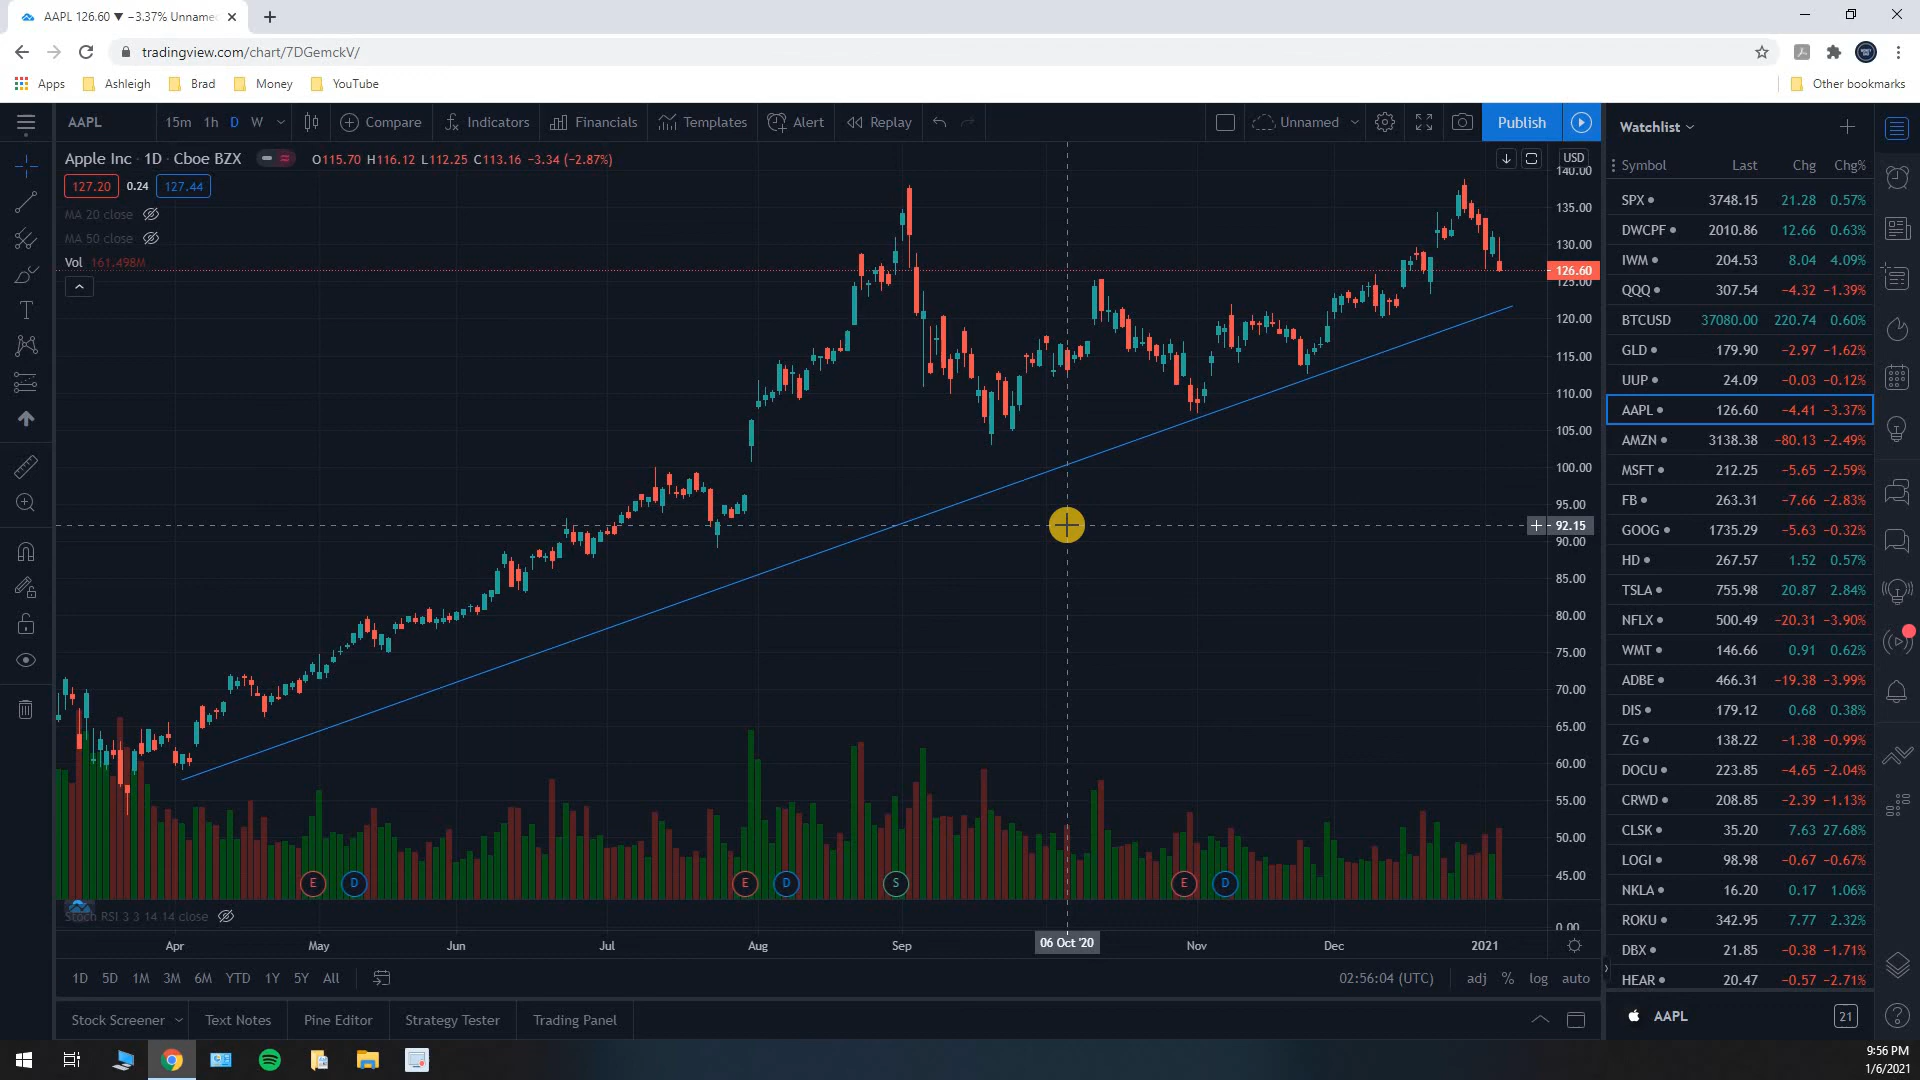 AAPL 126.60 ▼ −3.37% Unname
tradingview.com/chart/7DGemckV/
Apps Ashleigh Brad Money YouTube Other bookmarks
AAPL 15m 1h D W Compare Indicators Financials Templates Alert Replay Unnamed Publish
Apple Inc · 1D · Cboe BZX O115.70 H116.12 L112.25 C113.16 −3.34 (−2.87%)
127.20 0.24 127.44
MA 20 close
MA 50 close
Vol 161.498M
USD
140.00
135.00
130.00
126.60
125.00
120.00
115.00
110.00
105.00
100.00
95.00
92.15
90.00
85.00
80.00
75.00
70.00
65.00
60.00
55.00
50.00
45.00
0.00
E D E D S E D
Stoch RSI 3 3 14 14 close
Apr May Jun Jul Aug Sep 06 Oct '20 Nov Dec 2021
1D 5D 1M 3M 6M YTD 1Y 5Y All 02:56:04 (UTC) adj % log auto
Stock Screener Text Notes Pine Editor Strategy Tester Trading Panel
Watchlist
Symbol Last Chg Chg%
SPX 3748.15 21.28 0.57%
DWCPF 2010.86 12.66 0.63%
IWM 204.53 8.04 4.09%
QQQ 307.54 −4.32 −1.39%
BTCUSD 37080.00 220.74 0.60%
GLD 179.90 −2.97 −1.62%
UUP 24.09 −0.03 −0.12%
AAPL 126.60 −4.41 −3.37%
AMZN 3138.38 −80.13 −2.49%
MSFT 212.25 −5.65 −2.59%
FB 263.31 −7.66 −2.83%
GOOG 1735.29 −5.63 −0.32%
HD 267.57 1.52 0.57%
TSLA 755.98 20.87 2.84%
NFLX 500.49 −20.31 −3.90%
WMT 146.66 0.91 0.62%
ADBE 466.31 −19.38 −3.99%
DIS 179.12 0.68 0.38%
ZG 138.22 −1.38 −0.99%
DOCU 223.85 −4.65 −2.04%
CRWD 208.85 −2.39 −1.13%
CLSK 35.20 7.63 27.68%
LOGI 98.98 −0.67 −0.67%
NKLA 16.20 0.17 1.06%
ROKU 342.95 7.77 2.32%
DBX 21.85 −0.38 −1.71%
HEAR 20.47 −0.57 −2.71%
AAPL 21
9:56 PM
1/6/2021